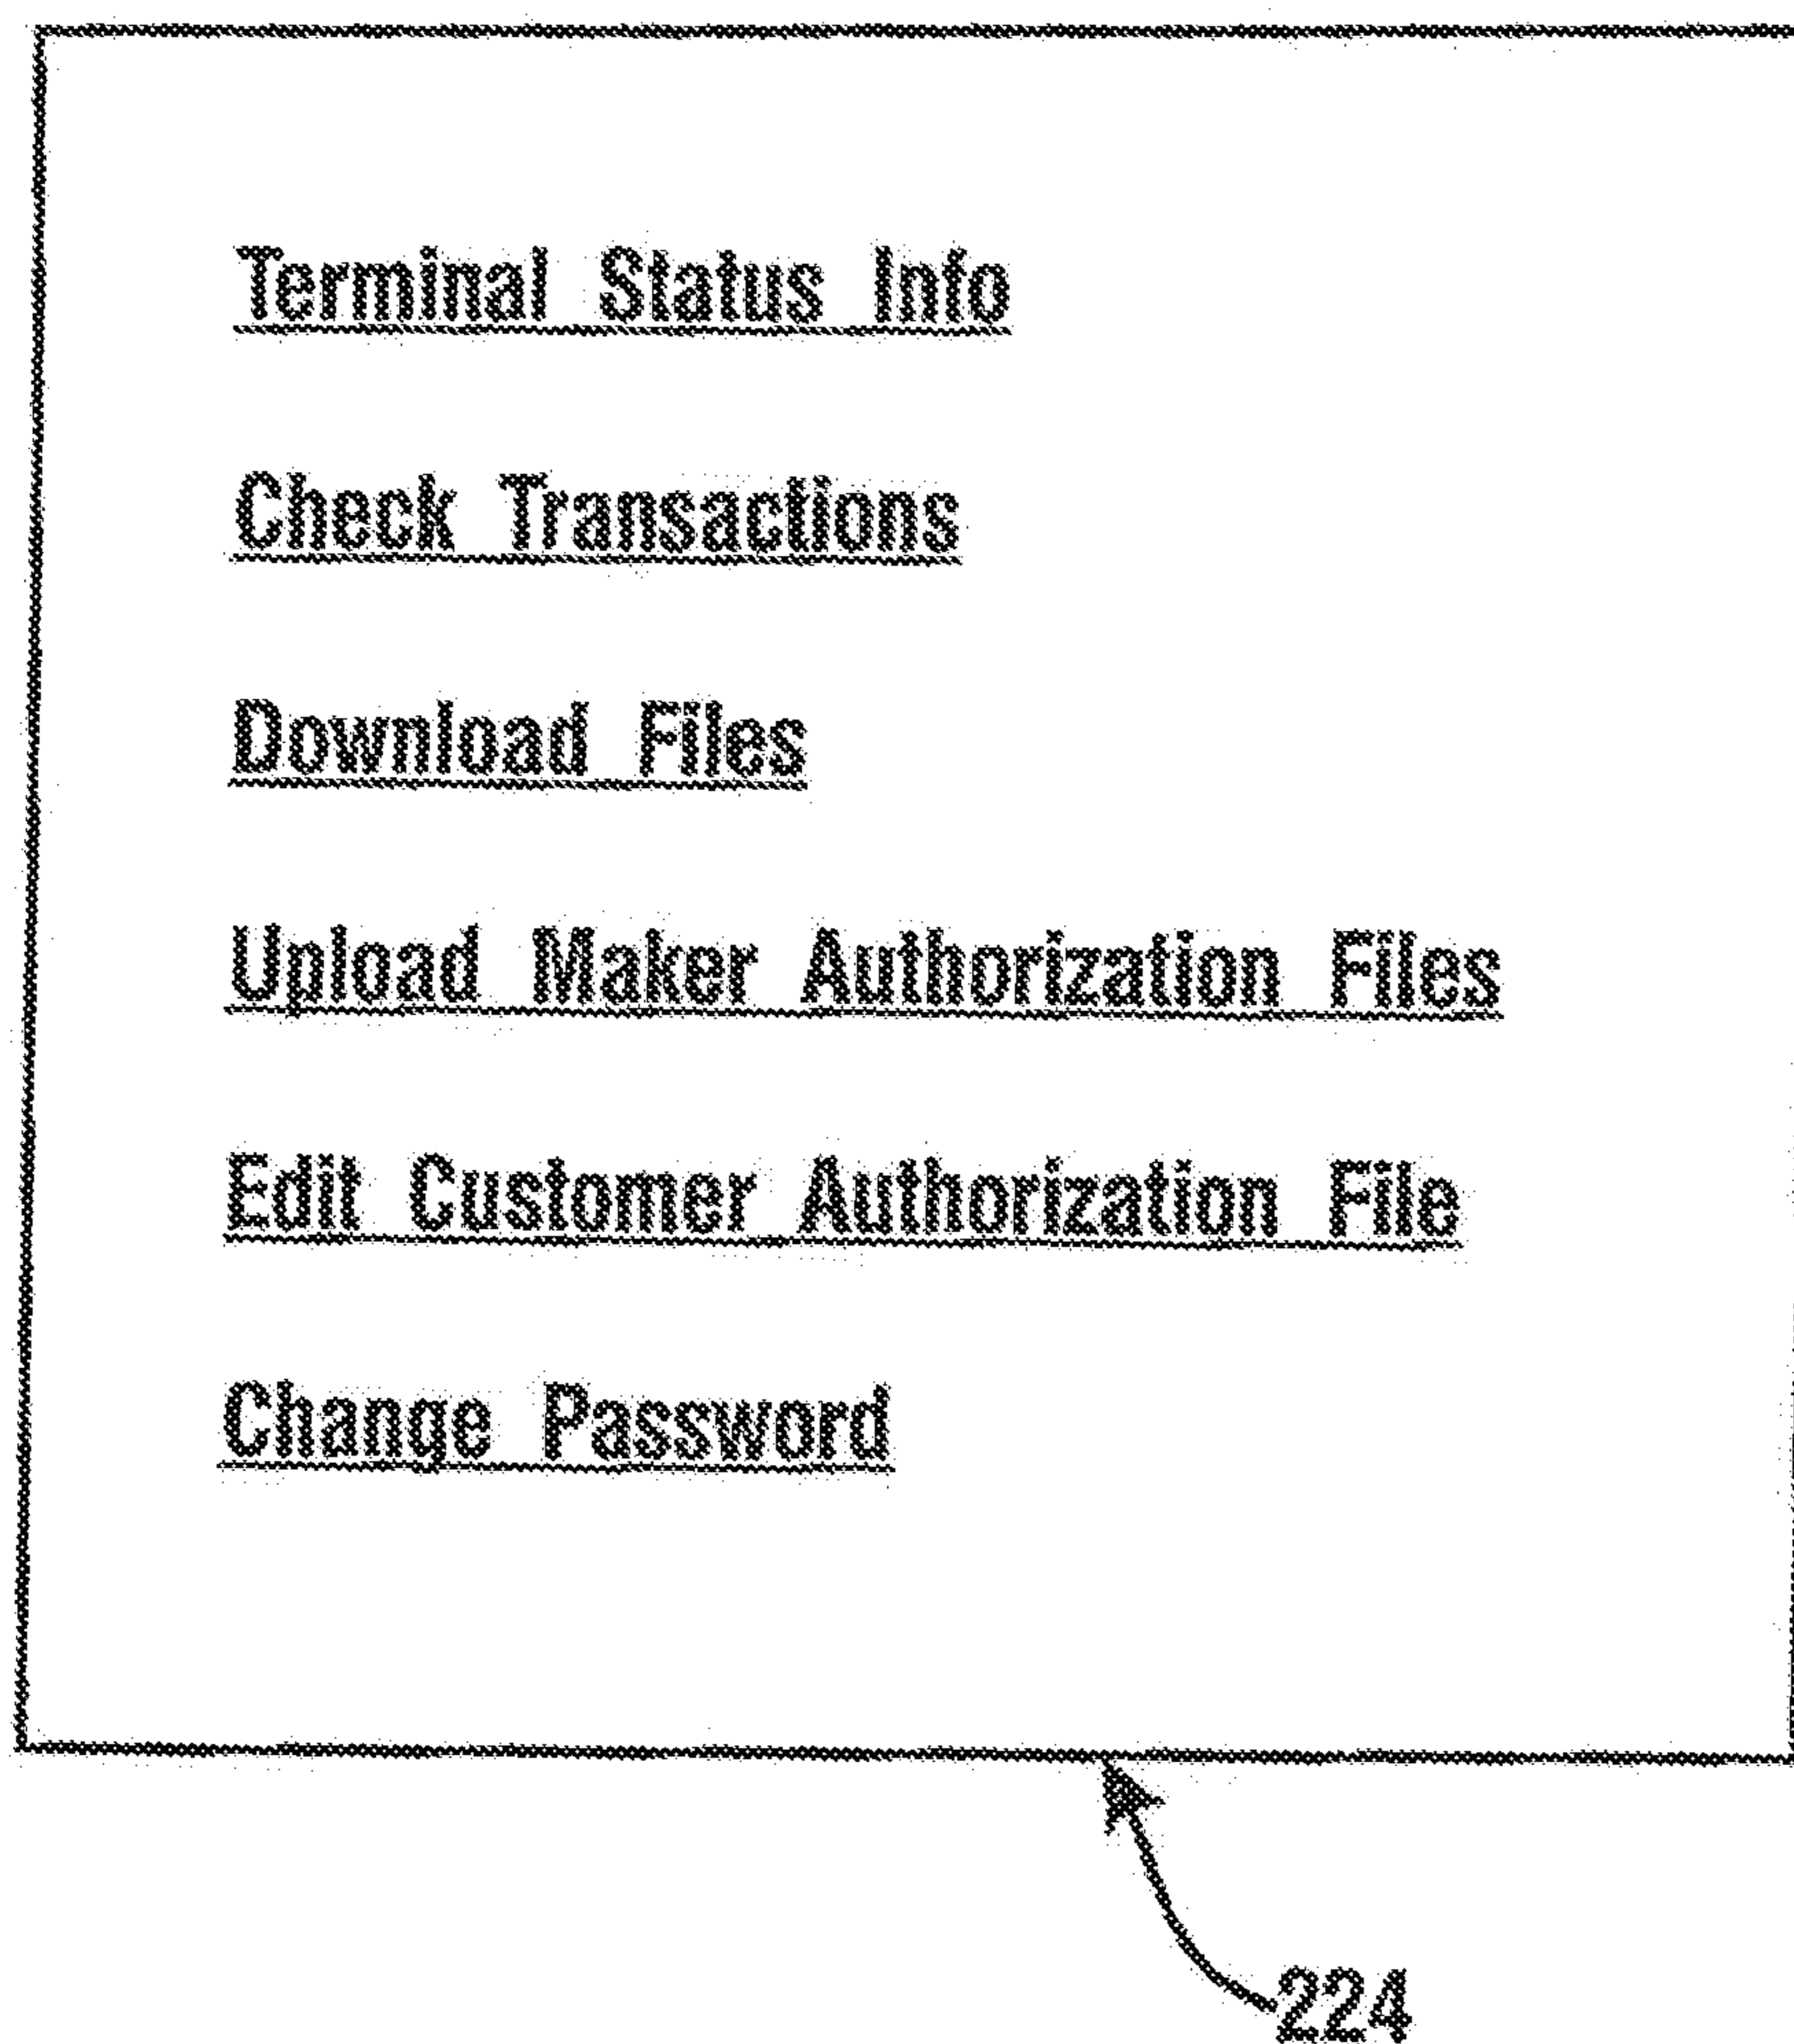 Terminal Status Info
Check Transactions
Download Files
Upload Maker Authorization Files
Edit Customer Authorization File
Change Password
224